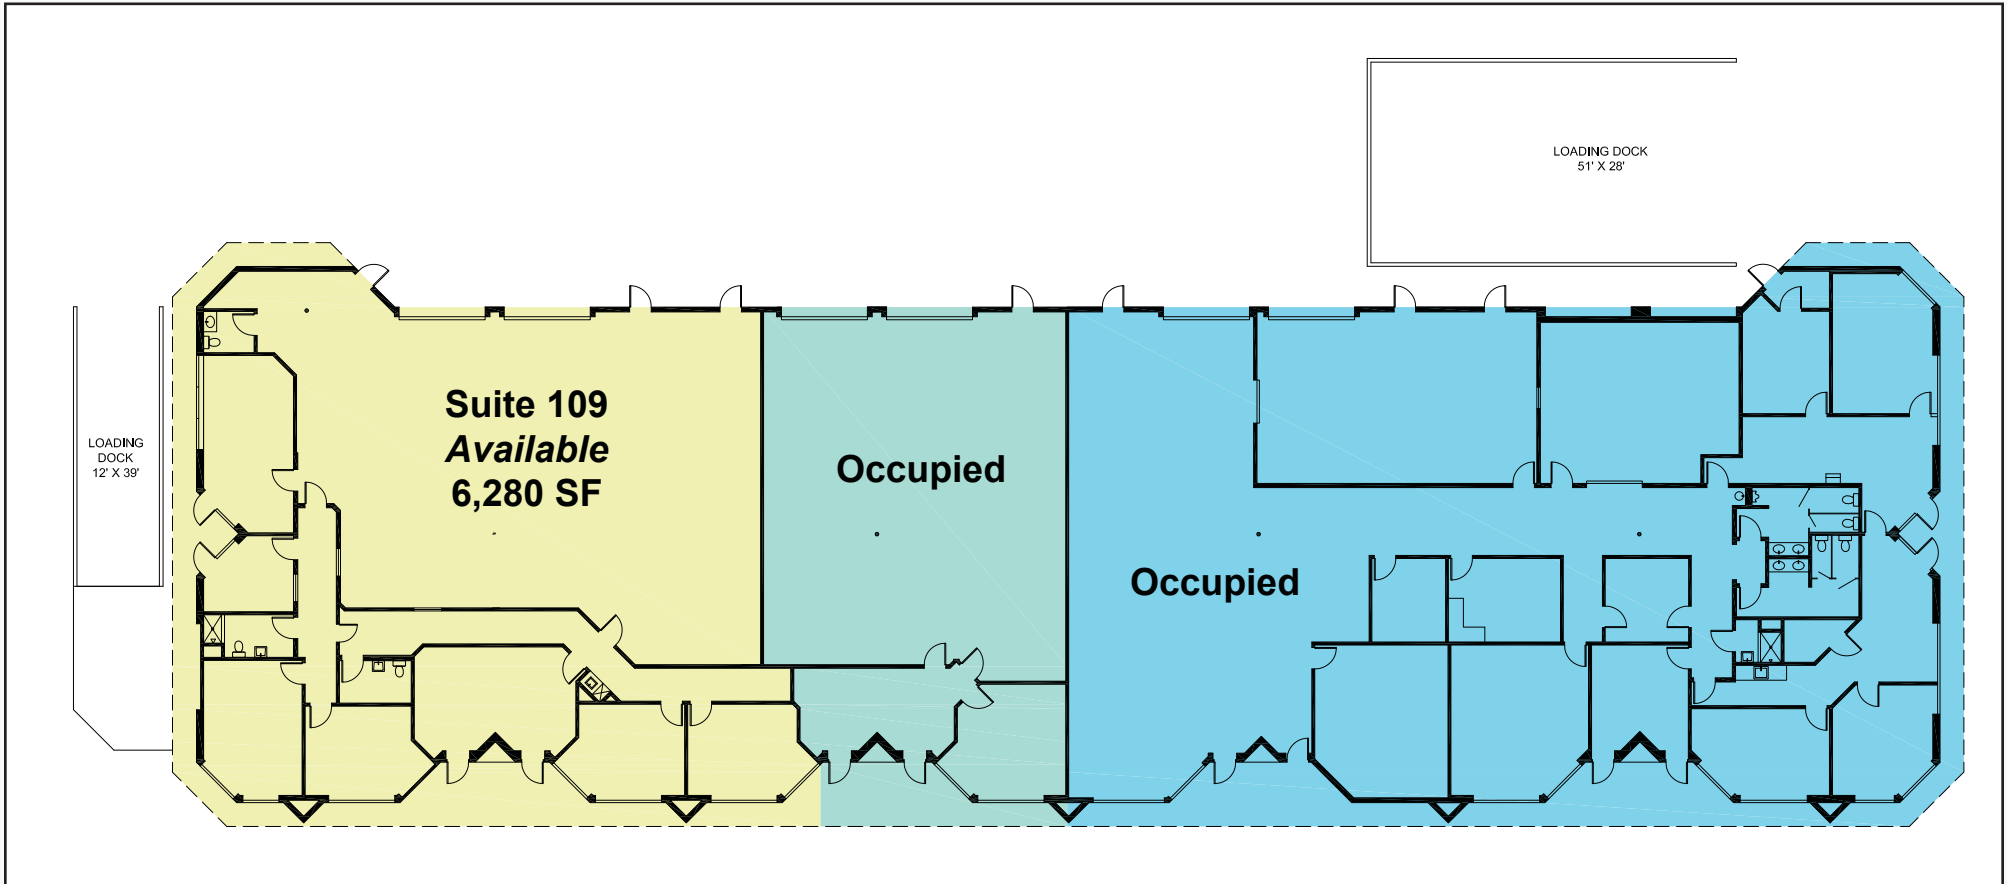 LOADING DOCK
51' X 28'
Suite 109
Available
6,280 SF
LOADING
DOCK
12' X 39'
Occupied
Occupied